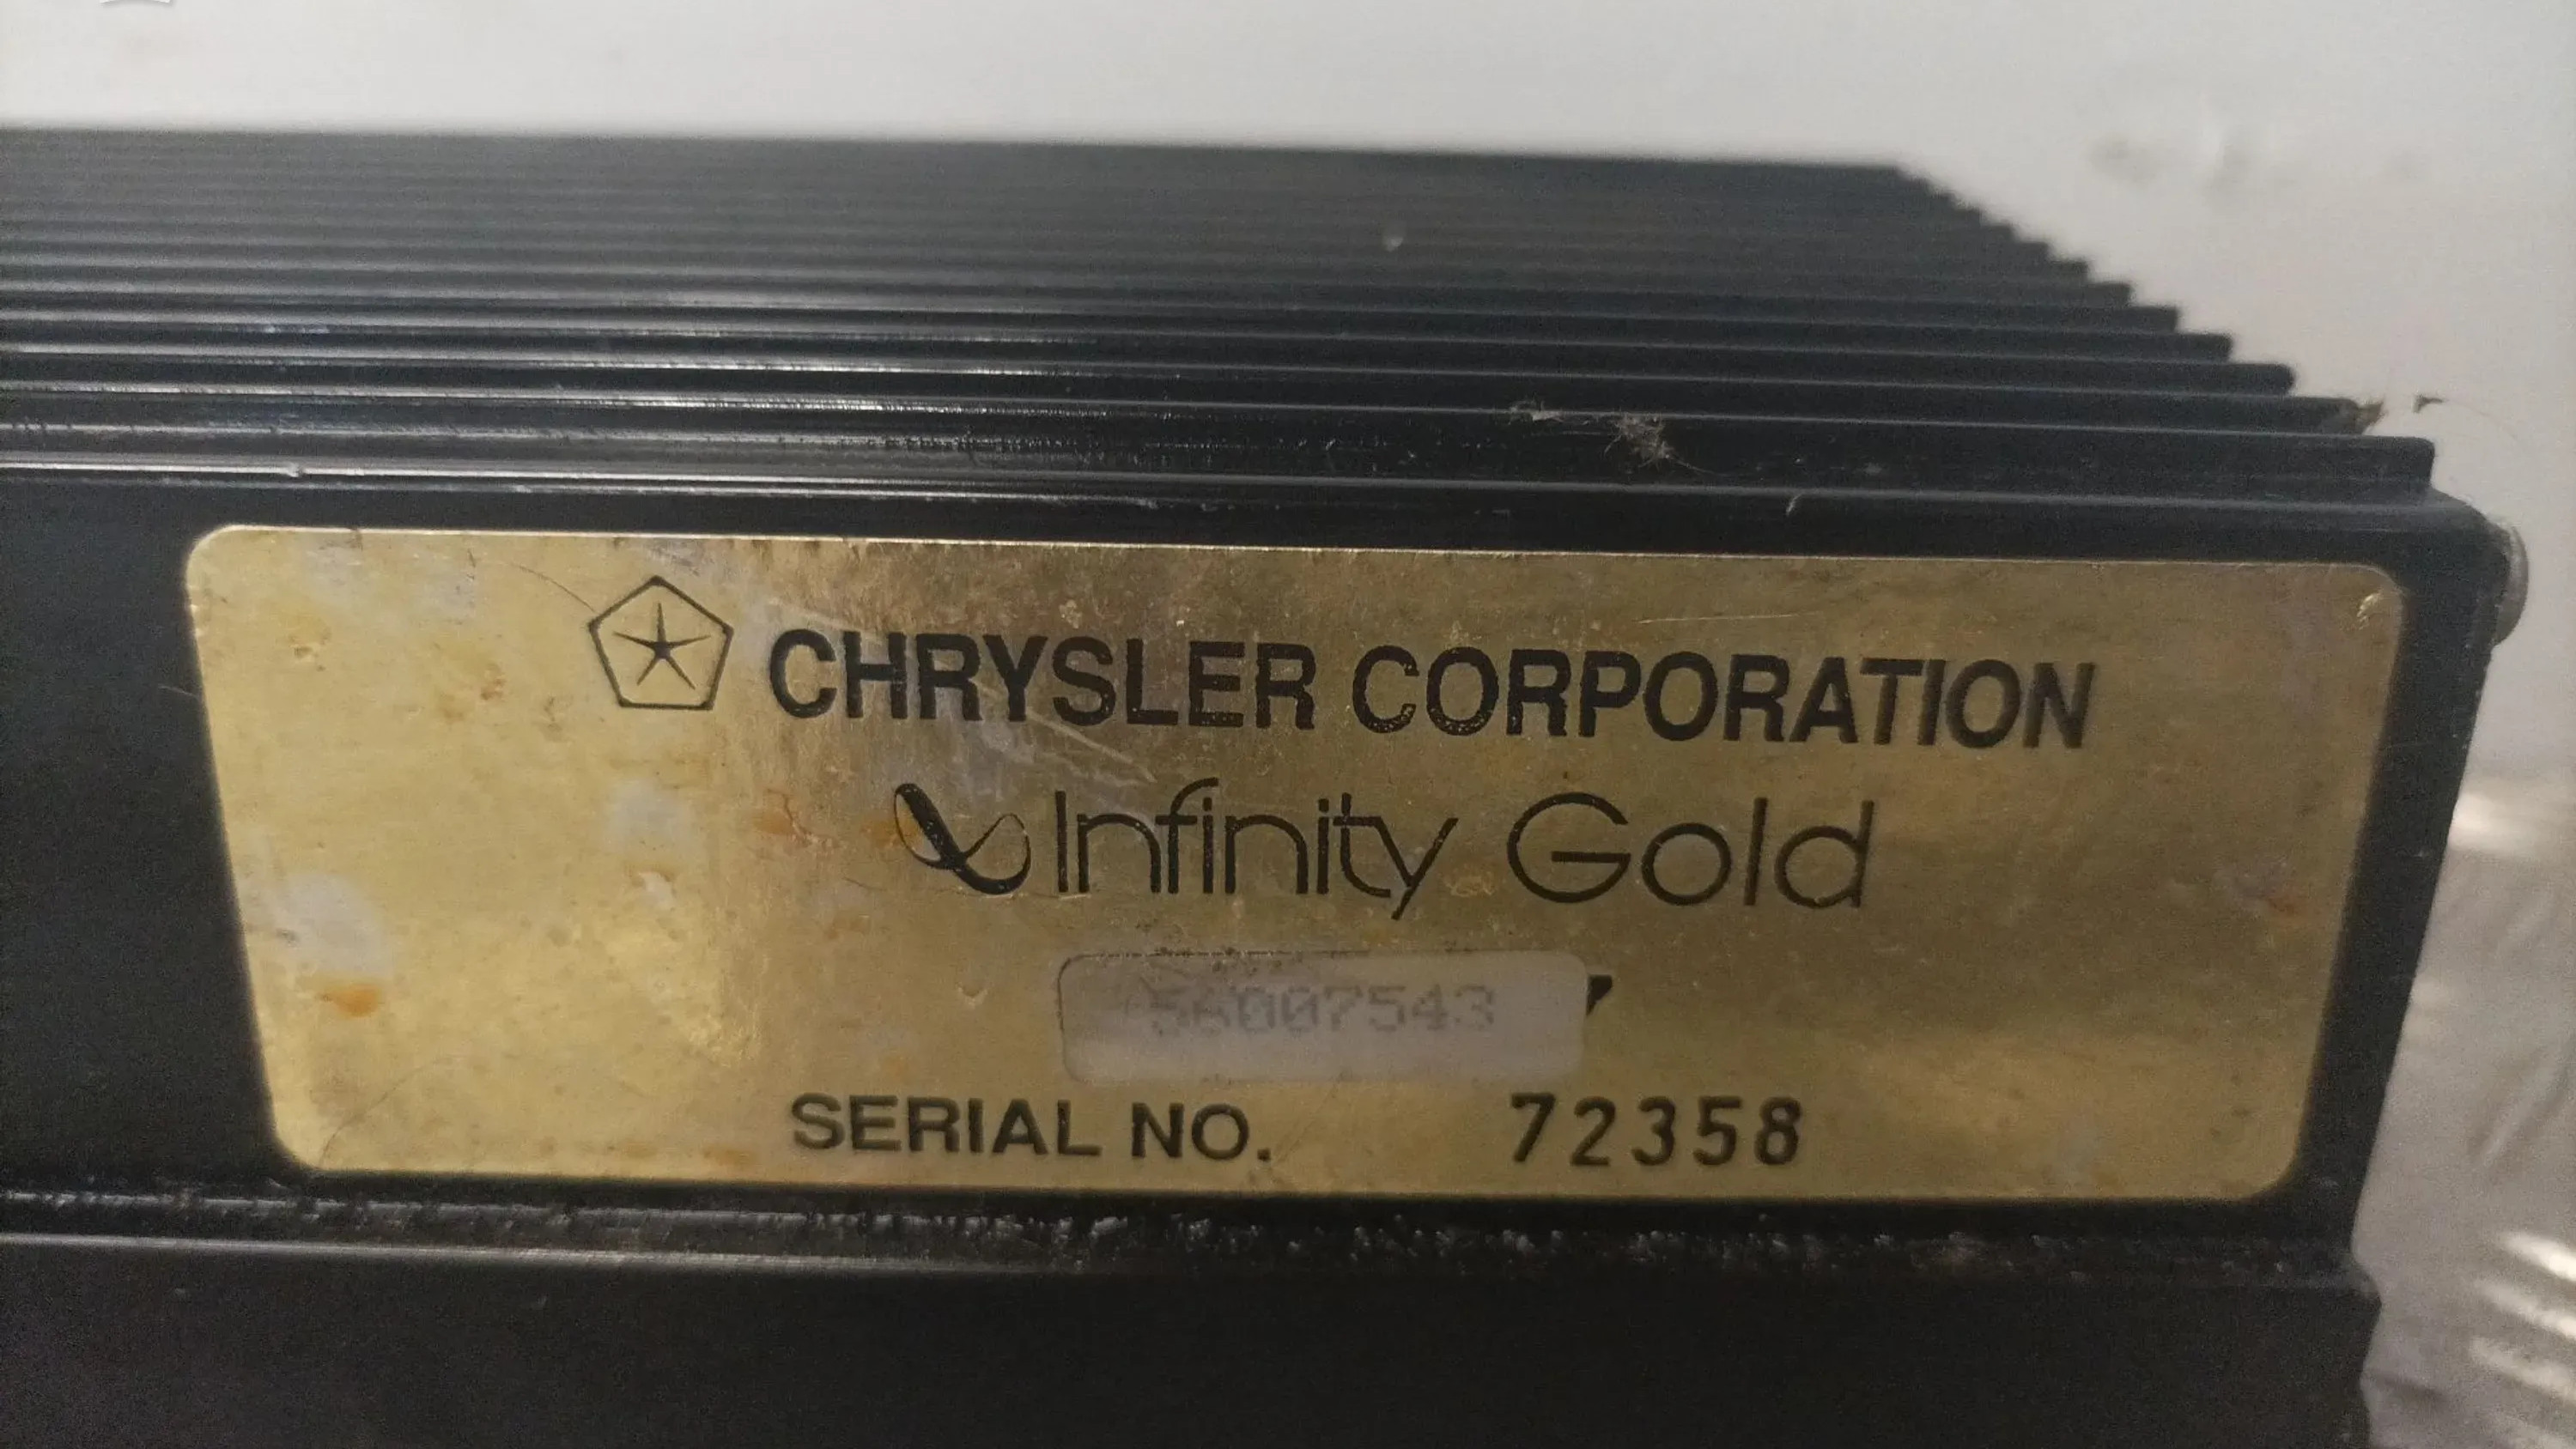 CHRYSLER CORPORATION
Infinity Gold
56007543
SERIAL NO. 72358